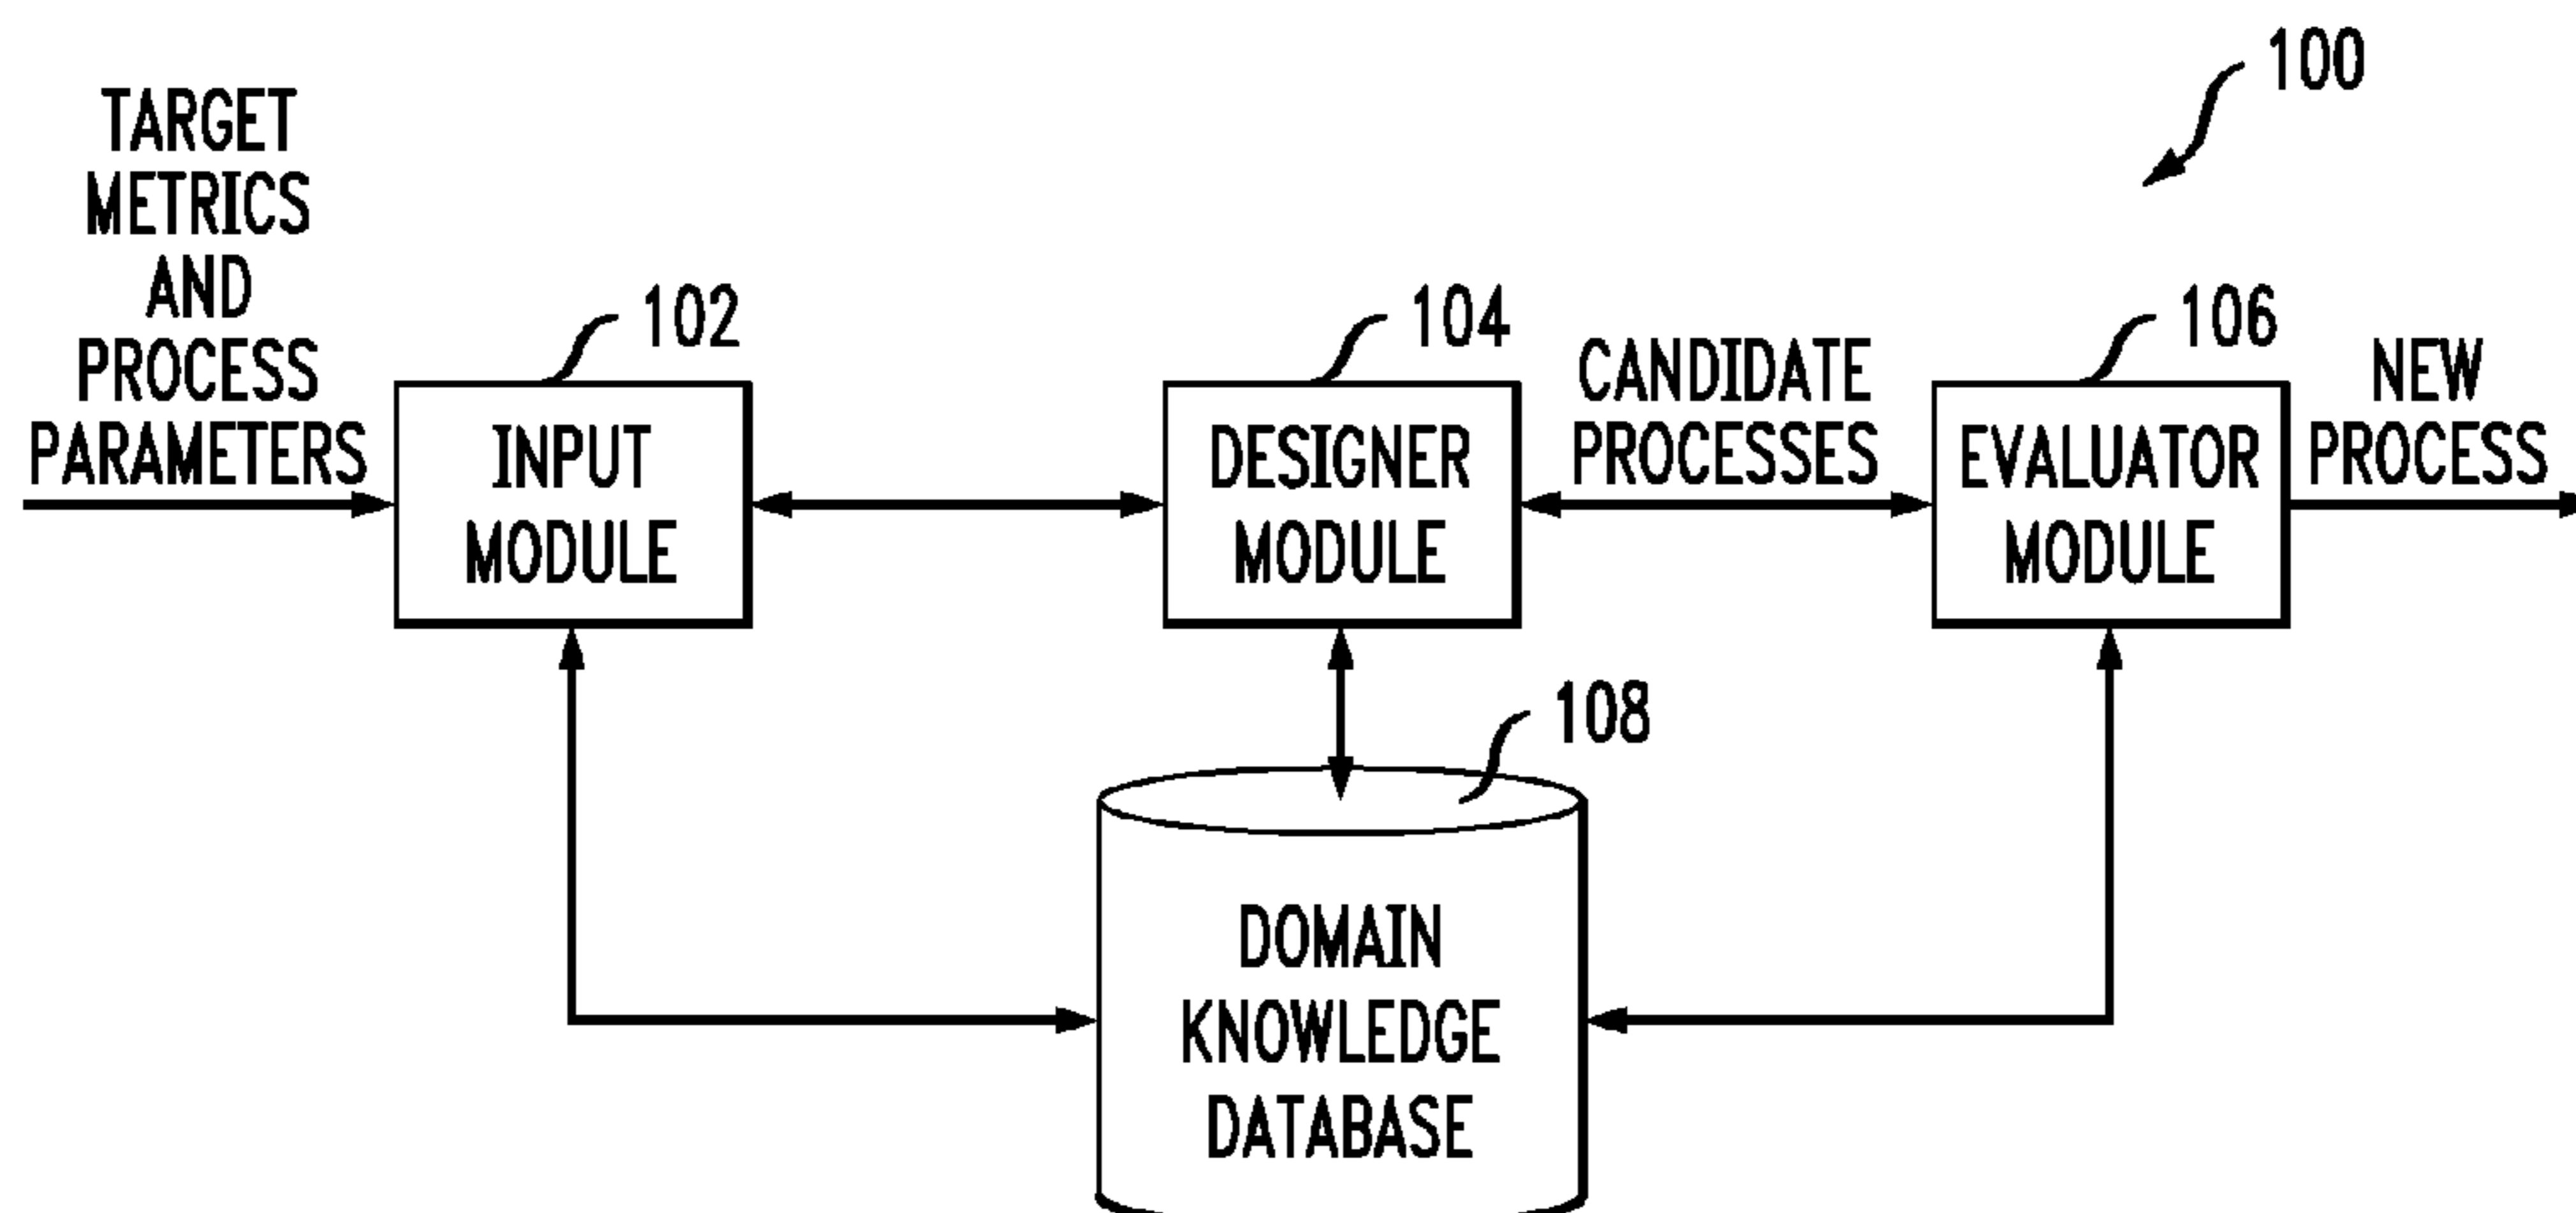 100
TARGET
METRICS
AND
PROCESS
PARAMETERS
102
INPUT
MODULE
104
DESIGNER
MODULE
CANDIDATE
PROCESSES
106
EVALUATOR
MODULE
NEW
PROCESS
108
DOMAIN
KNOWLEDGE
DATABASE